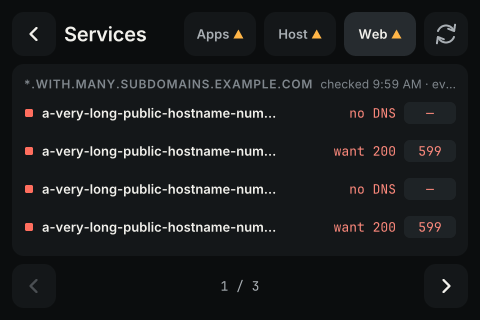 Services Apps Host Web
*.WITH.MANY.SUBDOMAINS.EXAMPLE.COM checked 9:59 AM · ev…
a-very-long-public-hostname-num… no DNS —
a-very-long-public-hostname-num… want 200 599
a-very-long-public-hostname-num… no DNS —
a-very-long-public-hostname-num… want 200 599
1 / 3